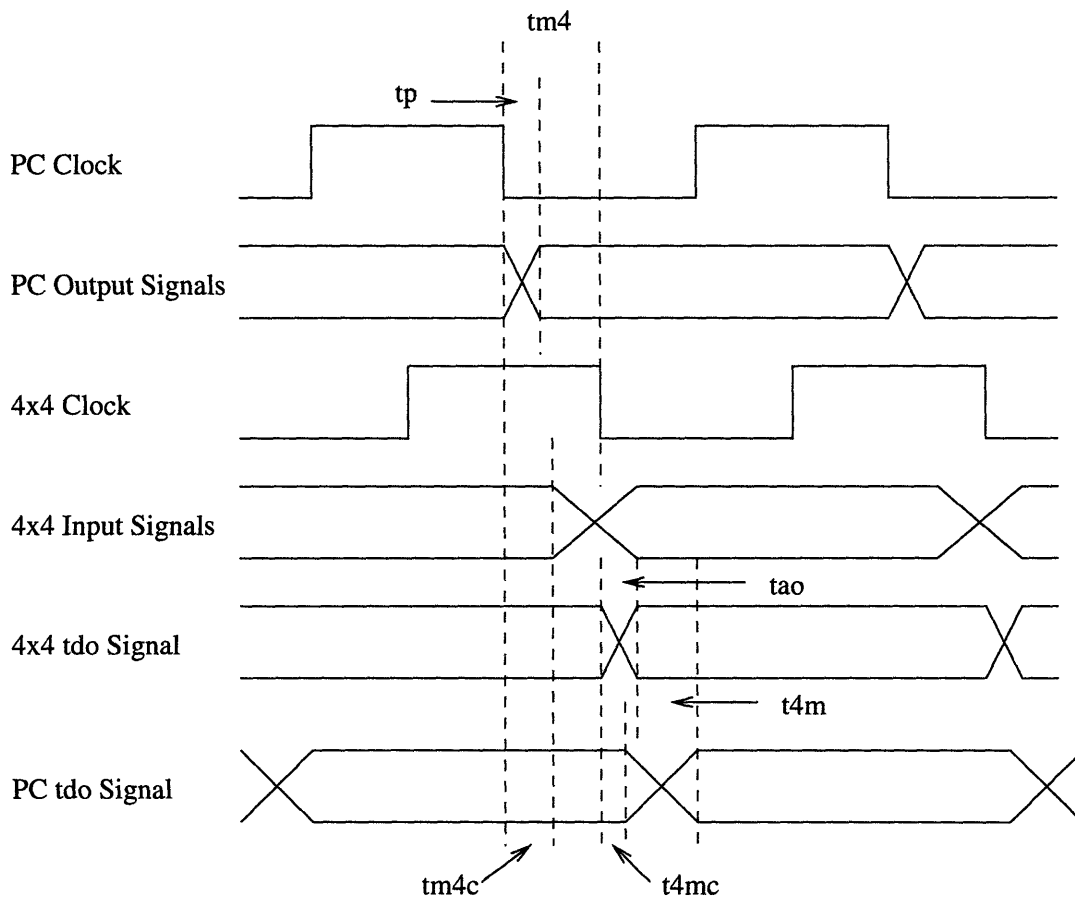 tm4
tp
PC Clock
PC Output Signals
4x4 Clock
4x4 Input Signals
tao
4x4 tdo Signal
t4m
PC tdo Signal
tm4c
t4mc